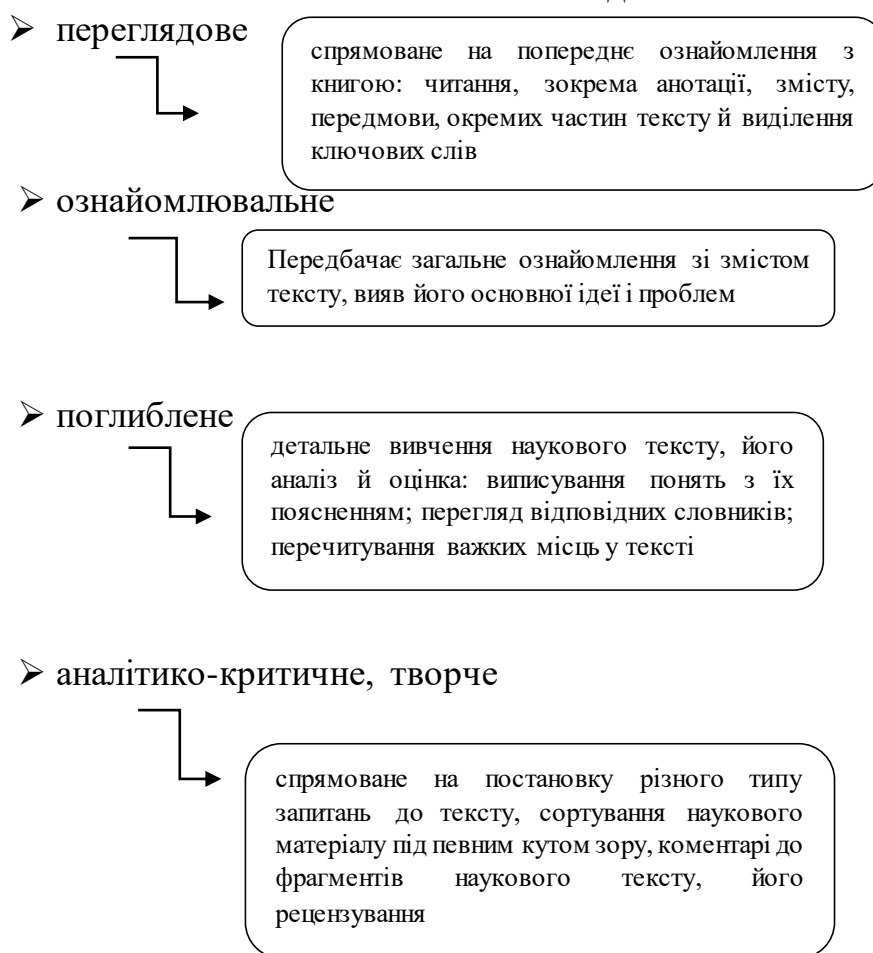 ➢ переглядове
спрямоване на попереднє ознайомлення з
книгою: читання, зокрема анотації, змісту,
передмови, окремих частин тексту й виділення
ключових слів
➢ ознайомлювальне
Передбачає загальне ознайомлення зі змістом
тексту, вияв його основної ідеї і проблем
➢ поглиблене
детальне вивчення наукового тексту, його
аналіз й оцінка: виписування понять з їх
поясненням; перегляд відповідних словників;
перечитування важких місць у тексті
➢ аналітико-критичне, творче
спрямоване на постановку різного типу
запитань до тексту, сортування наукового
матеріалу під певним кутом зору, коментарі до
фрагментів наукового тексту, його
рецензування